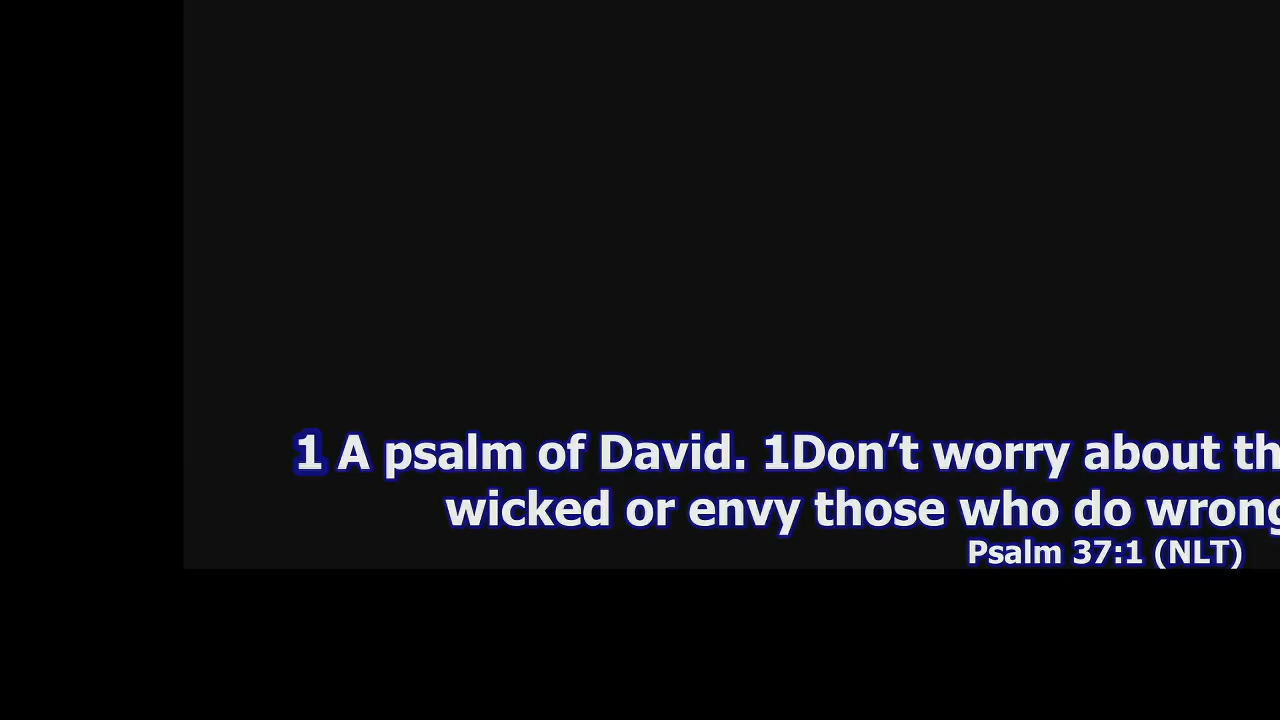 1 A psalm of David. 1Don’t worry about th
wicked or envy those who do wrong
Psalm 37:1 (NLT)